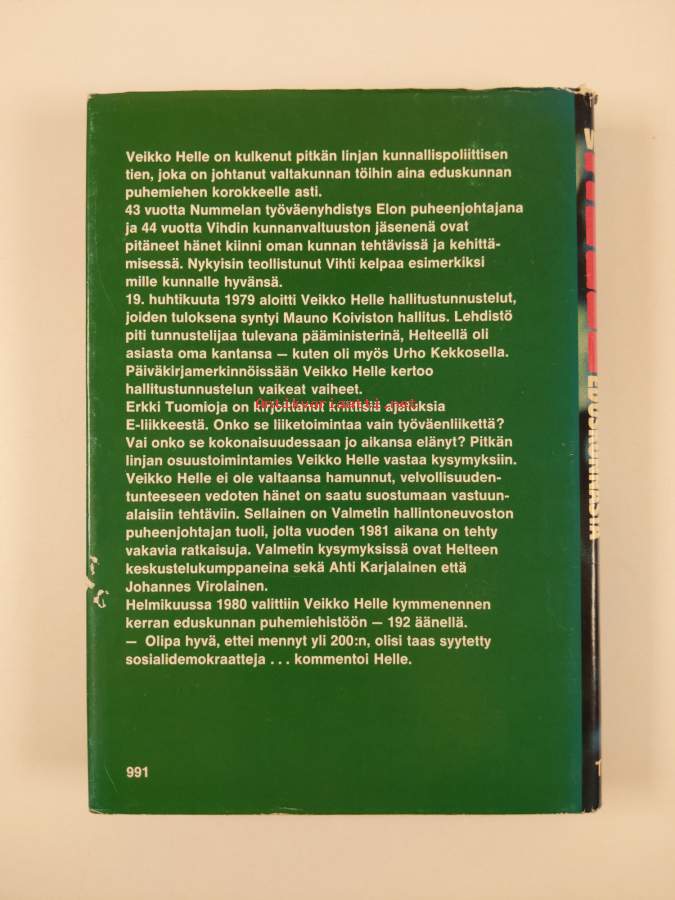 Veikko Helle on kulkenut pitkän linjan kunnallispoliittisen
tien, joka on johtanut valtakunnan töihin aina eduskunnan
puhemiehen korokkeelle asti.
43 vuotta Nummelan työväenyhdistys Elon puheenjohtajana
ja 44 vuotta Vihdin kunnanvaltuuston jäsenenä ovat
pitäneet hänet kiinni oman kunnan tehtävissä ja kehittä-
misessä. Nykyisin teollistunut Vihti kelpaa esimerkiksi
mille kunnalle hyvänsä.
19. huhtikuuta 1979 aloitti Veikko Helle hallitustunnustelut,
joiden tuloksena syntyi Mauno Koiviston hallitus. Lehdistö
piti tunnustelijaa tulevana pääministerinä, Helteellä oli
asiasta oma kantansa — kuten oli myös Urho Kekkosella.
Päiväkirjamerkinnöissään Veikko Helle kertoo
hallitustunnustelun vaikeat vaiheet.
Erkki Tuomioja on kirjoittanut kriittisiä ajatuksia
Antikvariaatti.net
E-liikkeestä. Onko se liiketoimintaa vain työväenliikettä?
Vai onko se kokonaisuudessaan jo aikansa elänyt? Pitkän
linjan osuustoimintamies Veikko Helle vastaa kysymyksiin.
Veikko Helle ei ole valtaansa hamunnut, velvollisuuden-
tunteeseen vedoten hänet on saatu suostumaan vastuun-
alaisiin tehtäviin. Sellainen on Valmetin hallintoneuvoston
puheenjohtajan tuoli, jolta vuoden 1981 aikana on tehty
vakavia ratkaisuja. Valmetin kysymyksissä ovat Helteen
keskustelukumppaneina sekä Ahti Karjalainen että
Johannes Virolainen.
Helmikuussa 1980 valittiin Veikko Helle kymmenennen
kerran eduskunnan puhemiehistöön — 192 äänellä.
— Olipa hyvä, ettei mennyt yli 200:n, olisi taas syytetty
sosialidemokraatteja . . . kommentoi Helle.
991
EDUSKUNNASTA